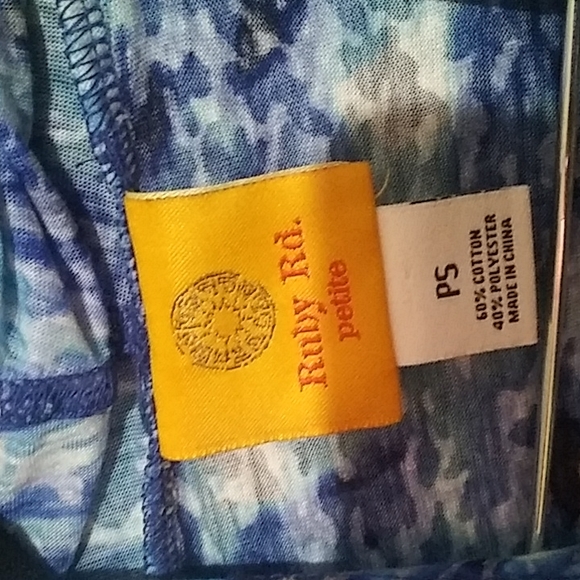 Ruby Rd.
petite
PS
60% COTTON
40% POLYESTER
MADE IN CHINA